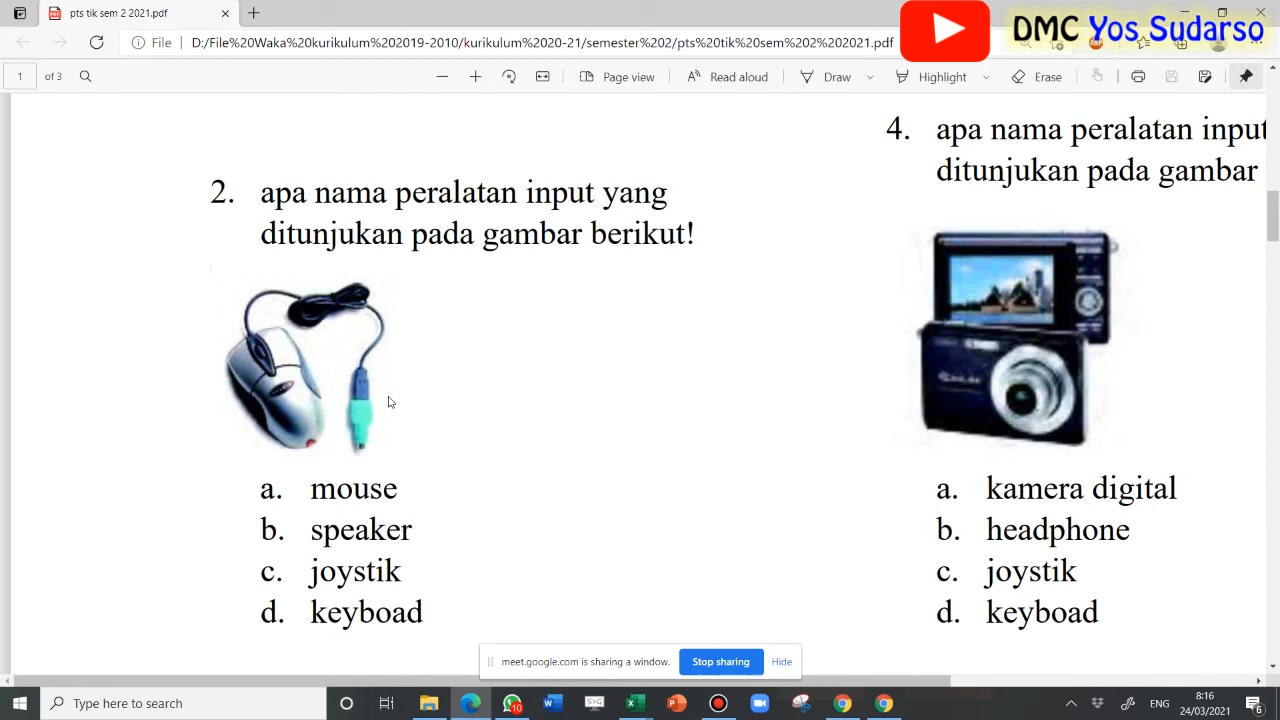 pts tik sem 2 2021.pdf
DMC Yos Sudarso
File
D:/File%20Waka%20kurikulum%202019-2010/kurikulum%2020-21/semester%202/pts%20tik%20sem%202%202021.pdf
1 of 3
Page view
Read aloud
Draw
Highlight
Erase
2. apa nama peralatan input yang
ditunjukan pada gambar berikut!
a. mouse
b. speaker
c. joystik
d. keyboad
4. apa nama peralatan input
ditunjukan pada gambar
a. kamera digital
b. headphone
c. joystik
d. keyboad
meet.google.com is sharing a window.
Stop sharing
Hide
Type here to search
10
ENG
8:16
24/03/2021
6